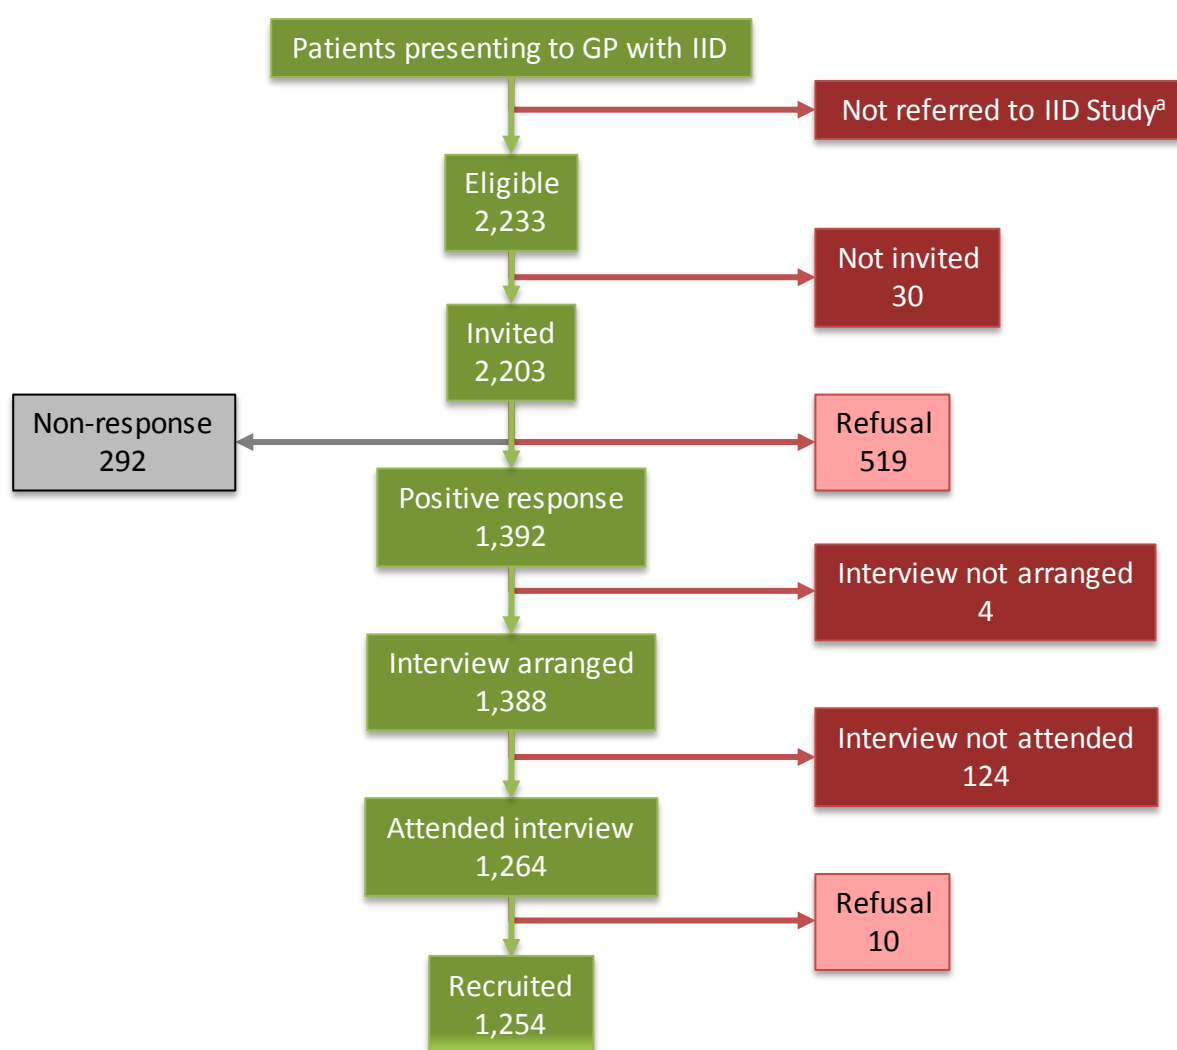 Patients presenting to GP with IID
Not referred to IID Studyᵃ
Eligible
2,233
Not invited
30
Invited
2,203
Non-response
292
Refusal
519
Positive response
1,392
Interview not arranged
4
Interview arranged
1,388
Interview not attended
124
Attended interview
1,264
Refusal
10
Recruited
1,254